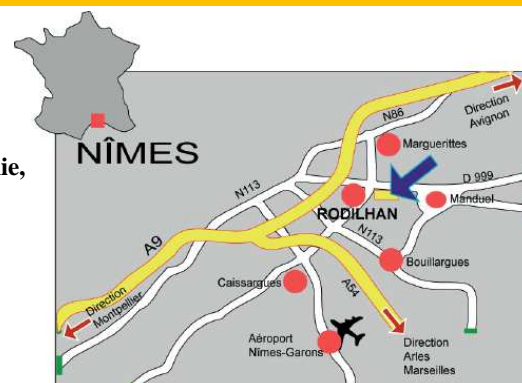 NÎMES
kie,
N86
Direction
Avignon
Marguerittes
D 999
N113
RODILHAN
Manduel
N113
A9
Bouillargues
Caissargues
A54
Direction
Montpellier
Aéroport
Nîmes-Garons
Direction
Arles
Marseilles